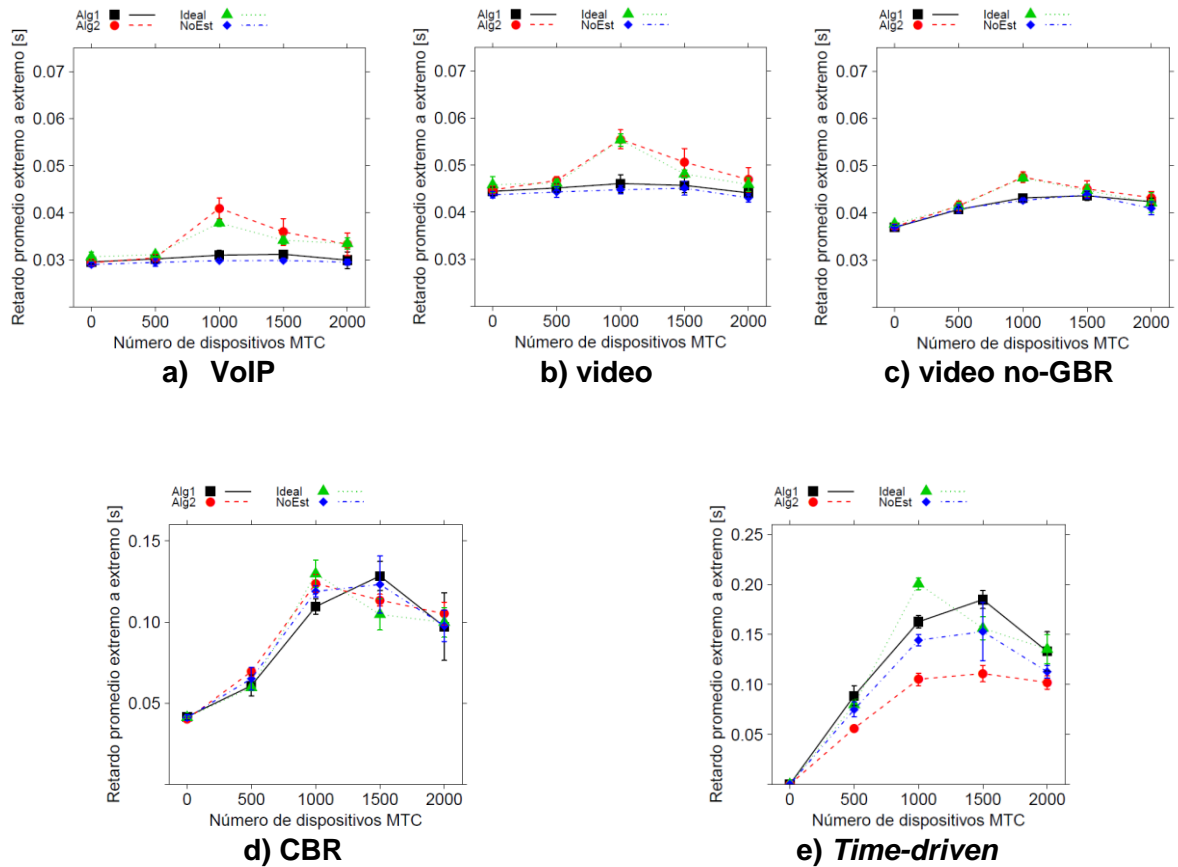 Alg1 Ideal
Alg2 NoEst
Retardo promedio extremo a extremo [s]
0.07
0.06
0.05
0.04
0.03
0 500 1000 1500 2000
Número de dispositivos MTC
a) VoIP
Alg1 Ideal
Alg2 NoEst
Retardo promedio extremo a extremo [s]
0.07
0.06
0.05
0.04
0.03
0 500 1000 1500 2000
Número de dispositivos MTC
b) video
Alg1 Ideal
Alg2 NoEst
Retardo promedio extremo a extremo [s]
0.07
0.06
0.05
0.04
0.03
0 500 1000 1500 2000
Número de dispositivos MTC
c) video no-GBR
Alg1 Ideal
Alg2 NoEst
Retardo promedio extremo a extremo [s]
0.15
0.10
0.05
0 500 1000 1500 2000
Número de dispositivos MTC
d) CBR
Alg1 Ideal
Alg2 NoEst
Retardo promedio extremo a extremo [s]
0.25
0.20
0.15
0.10
0.05
0 500 1000 1500 2000
Número de dispositivos MTC
e) Time-driven